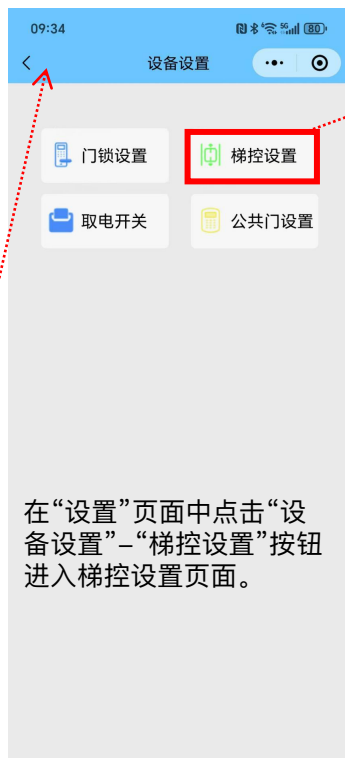 09:34 5G 80
设备设置
门锁设置 梯控设置
取电开关 公共门设置
在“设置”页面中点击“设
备设置”–“梯控设置”按钮
进入梯控设置页面。